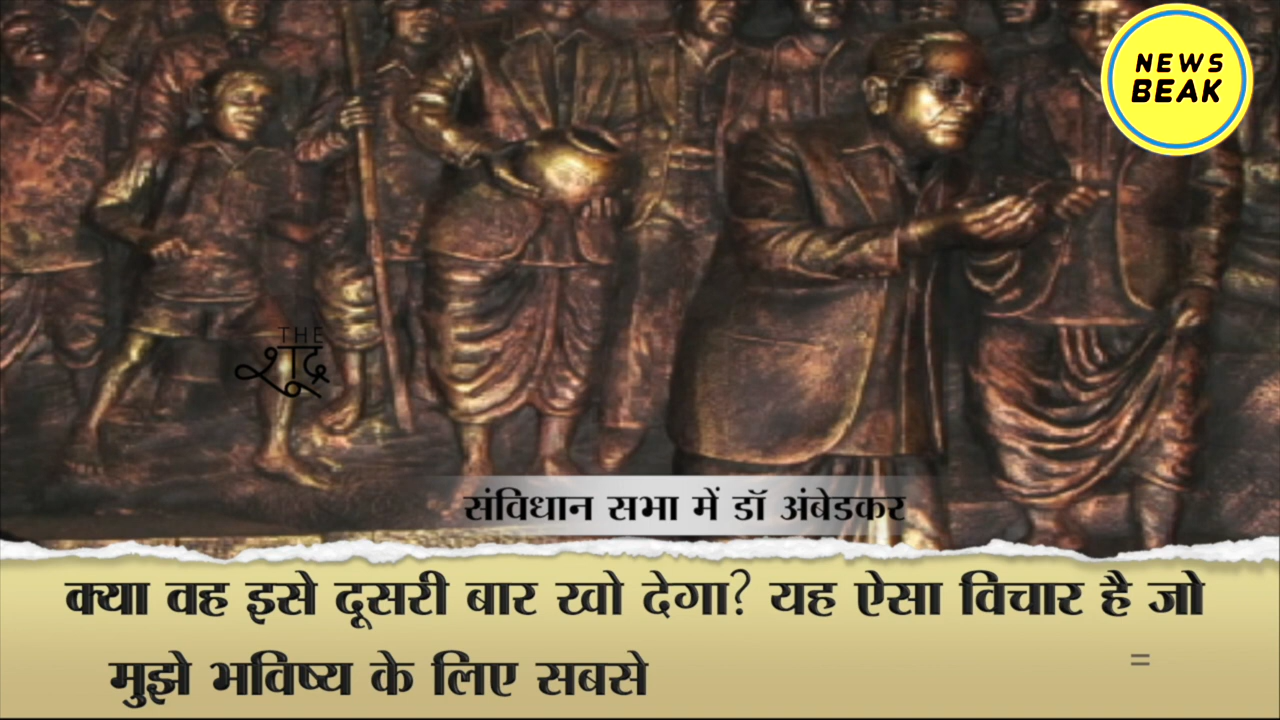 NEWS
BEAK
THE
शूद्र
संविधान सभा में डॉ अंबेडकर
क्या वह इसे दूसरी बार खो देगा? यह ऐसा विचार है जो
मुझे भविष्य के लिए सबसे
=